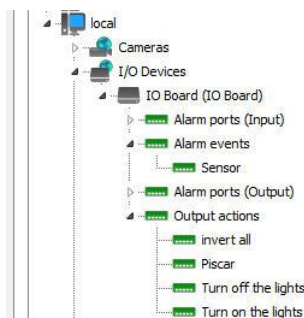 local
Cameras
I/O Devices
IO Board (IO Board)
Alarm ports (Input)
Alarm events
Sensor
Alarm ports (Output)
Output actions
invert all
Piscar
Turn off the lights
Turn on the lights